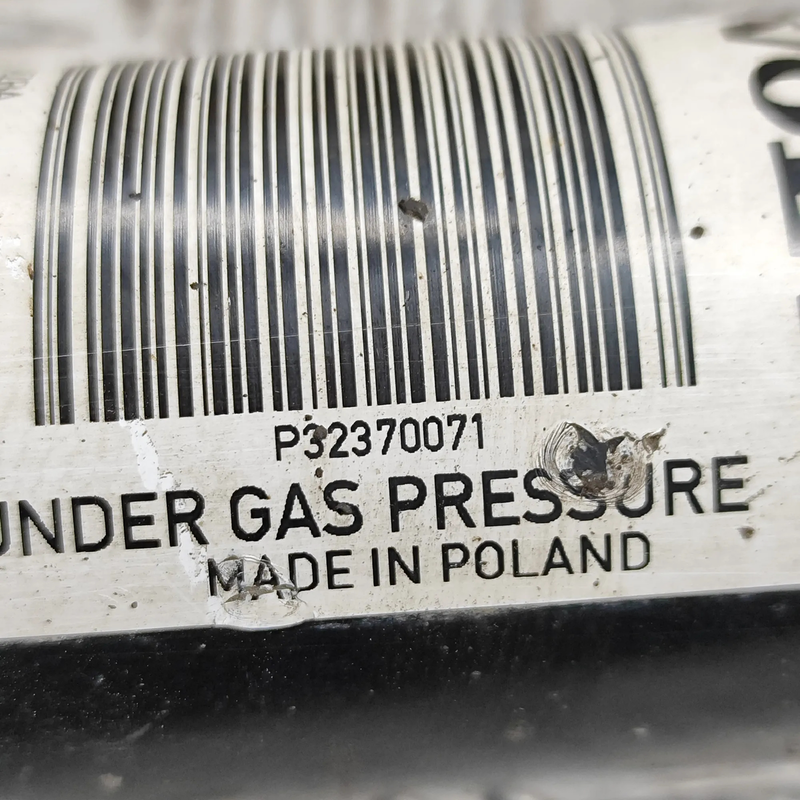 P32370071
UNDER GAS PRESSURE
MADE IN POLAND